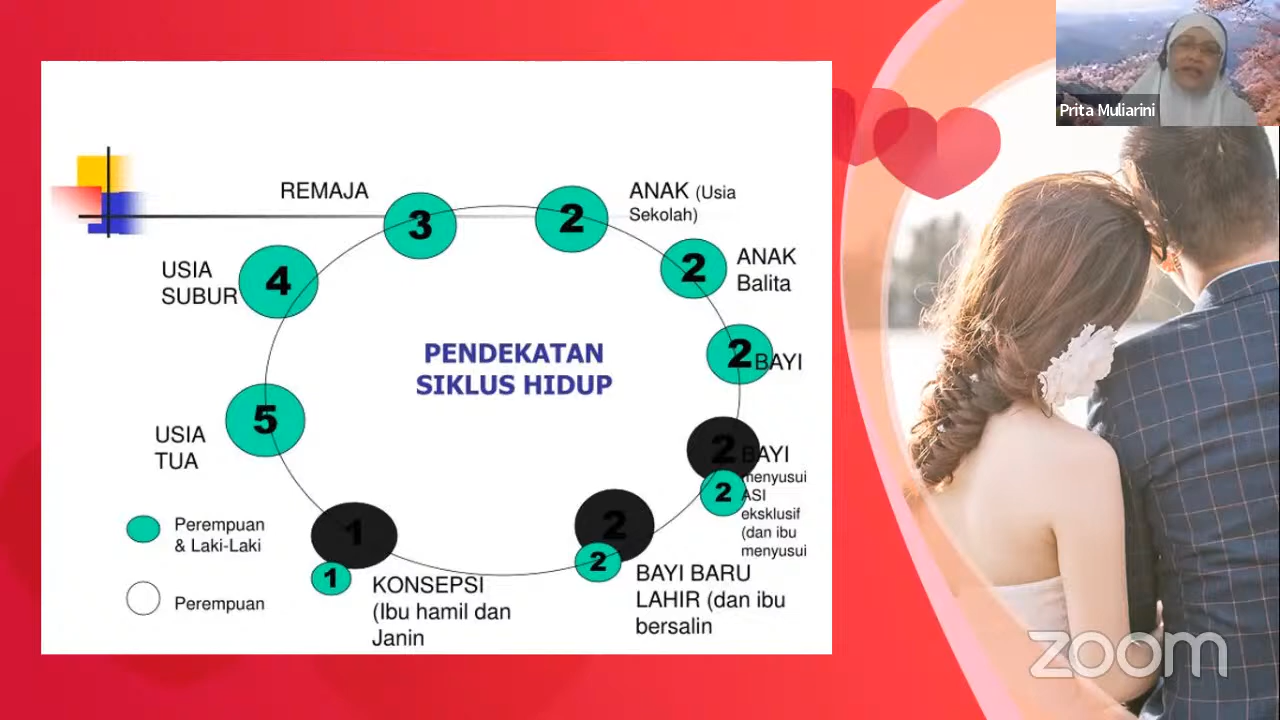 Prita Muliarini
REMAJA
3
2
ANAK (Usia
Sekolah)
USIA
SUBUR
4
2
ANAK
Balita
PENDEKATAN
SIKLUS HIDUP
2
BAYI
5
USIA
TUA
2
BAYI
2
menyusui
ASI
eksklusif
(dan ibu
menyusui
Perempuan
& Laki-Laki
1
1
2
2
KONSEPSI
(Ibu hamil dan
Janin
BAYI BARU
LAHIR (dan ibu
bersalin
Perempuan
zoom